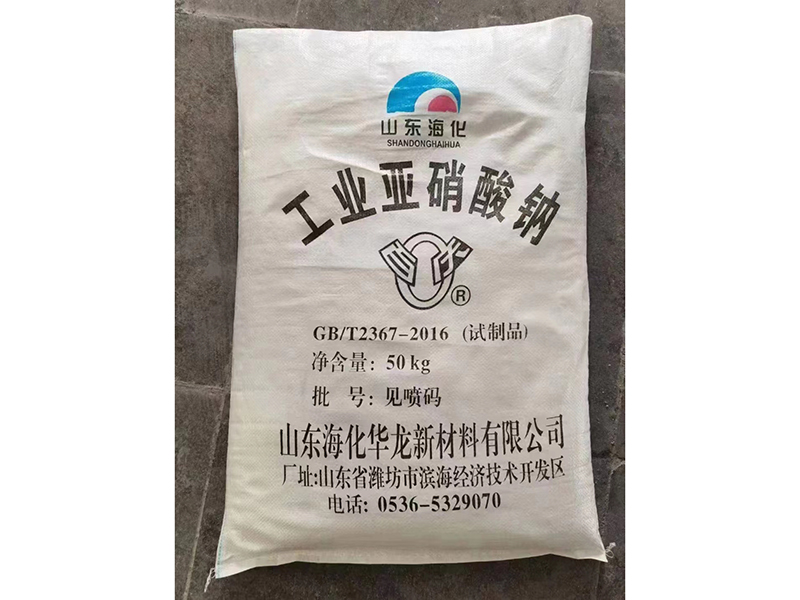 山东海化
SHANDONGHAIHUA
工业亚硝酸钠
®
GB/T2367-2016 (试制品)
净含量: 50kg
批 号: 见喷码
山东海化华龙新材料有限公司
厂址:山东省潍坊市滨海经济技术开发区
电话: 0536-5329070